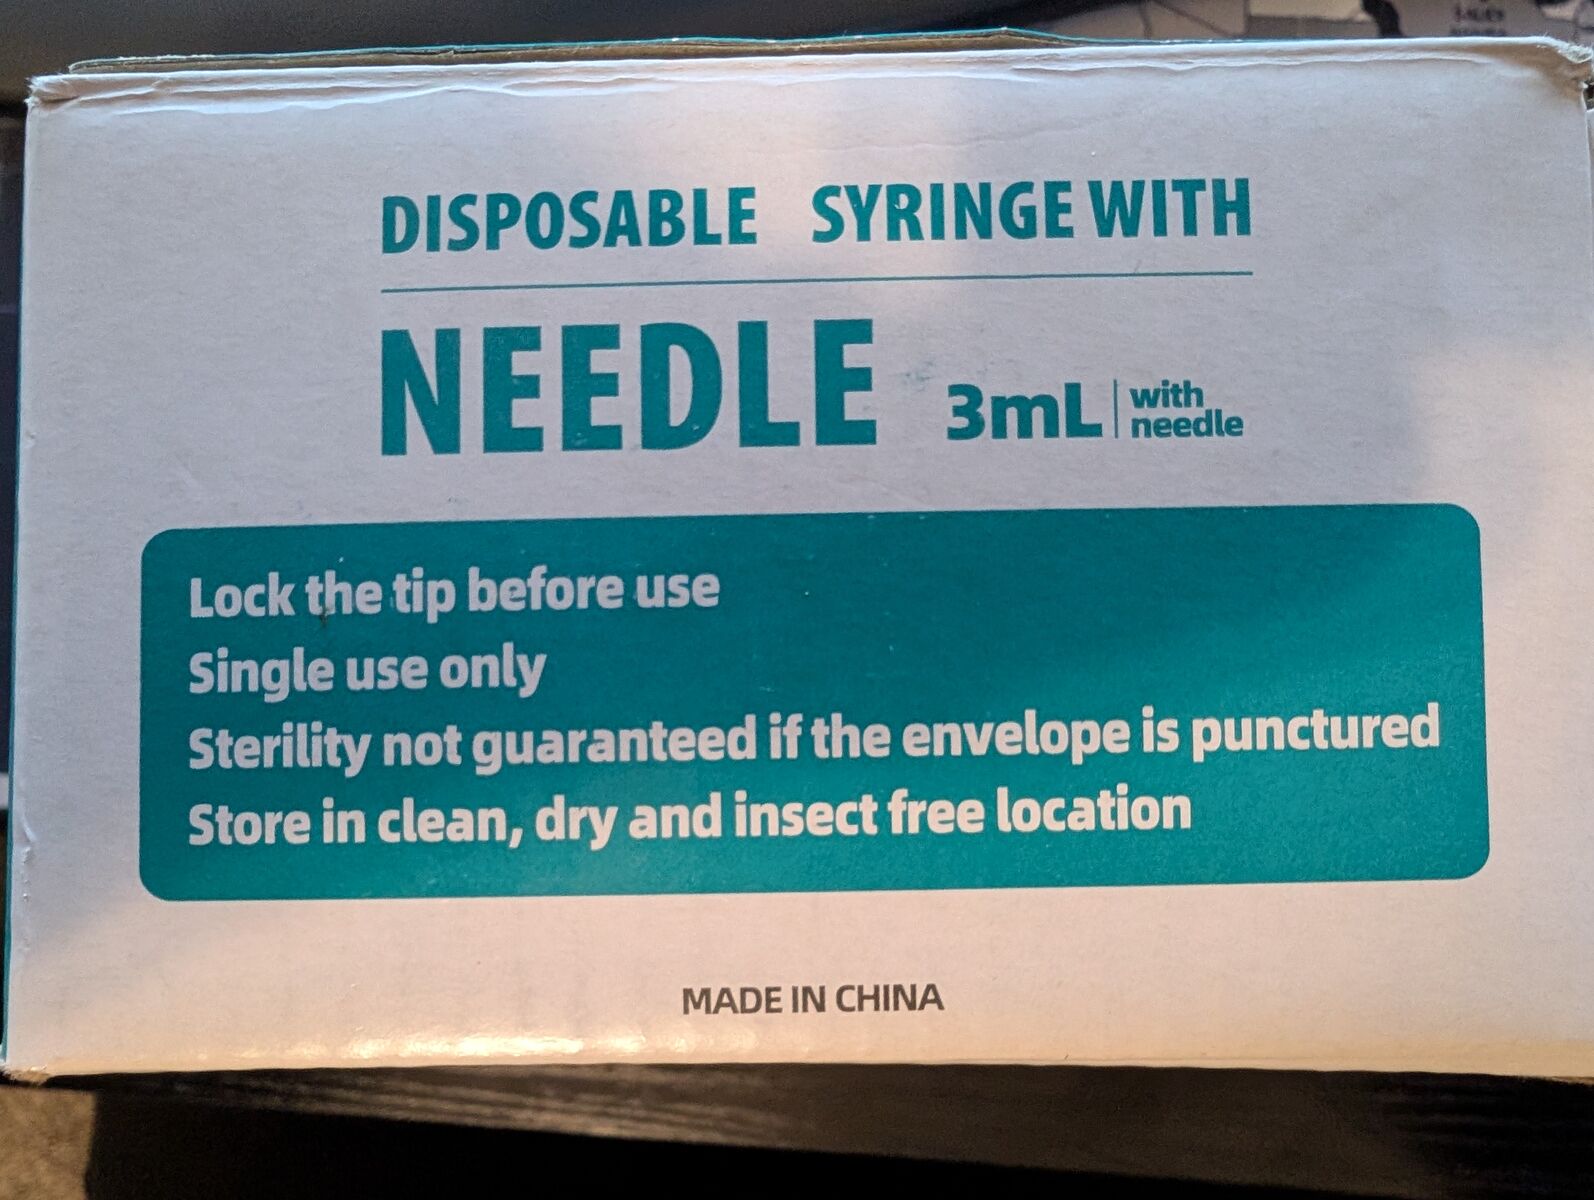 DISPOSABLE SYRINGE WITH
NEEDLE 3mL with
needle
Lock the tip before use
Single use only
Sterility not guaranteed if the envelope is punctured
Store in clean, dry and insect free location
MADE IN CHINA